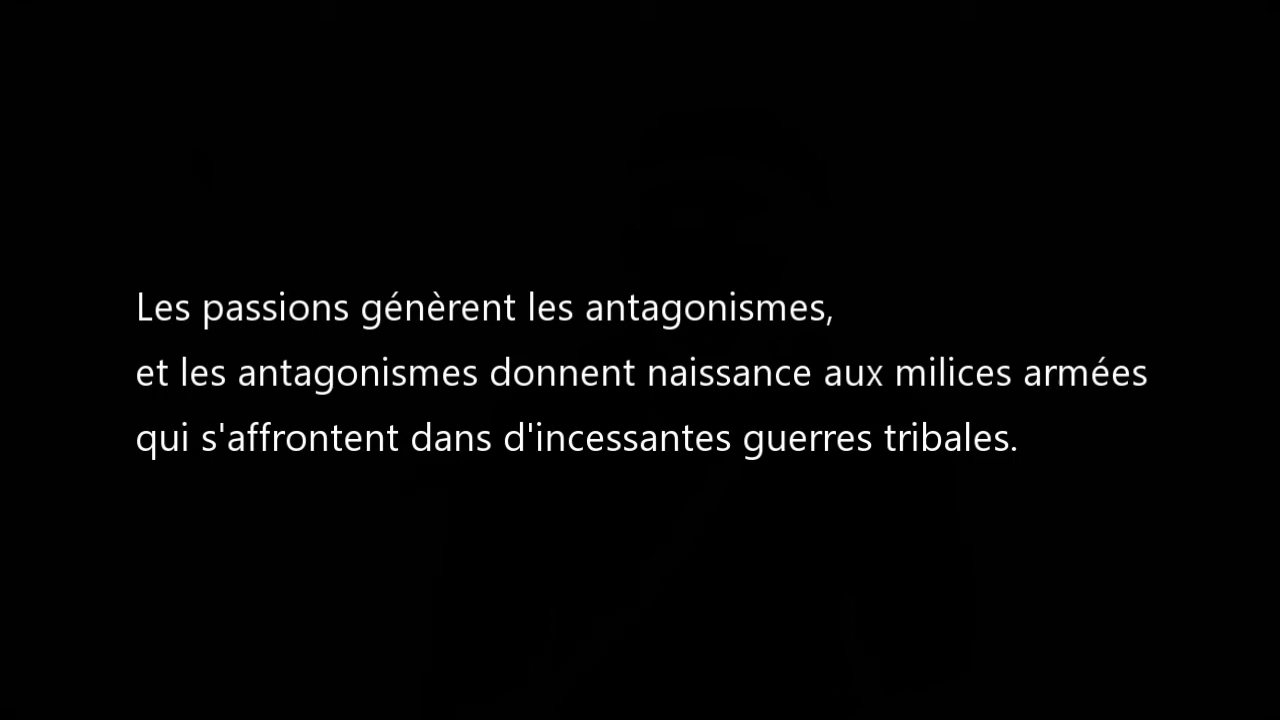 Les passions génèrent les antagonismes,
et les antagonismes donnent naissance aux milices armées
qui s'affrontent dans d'incessantes guerres tribales.